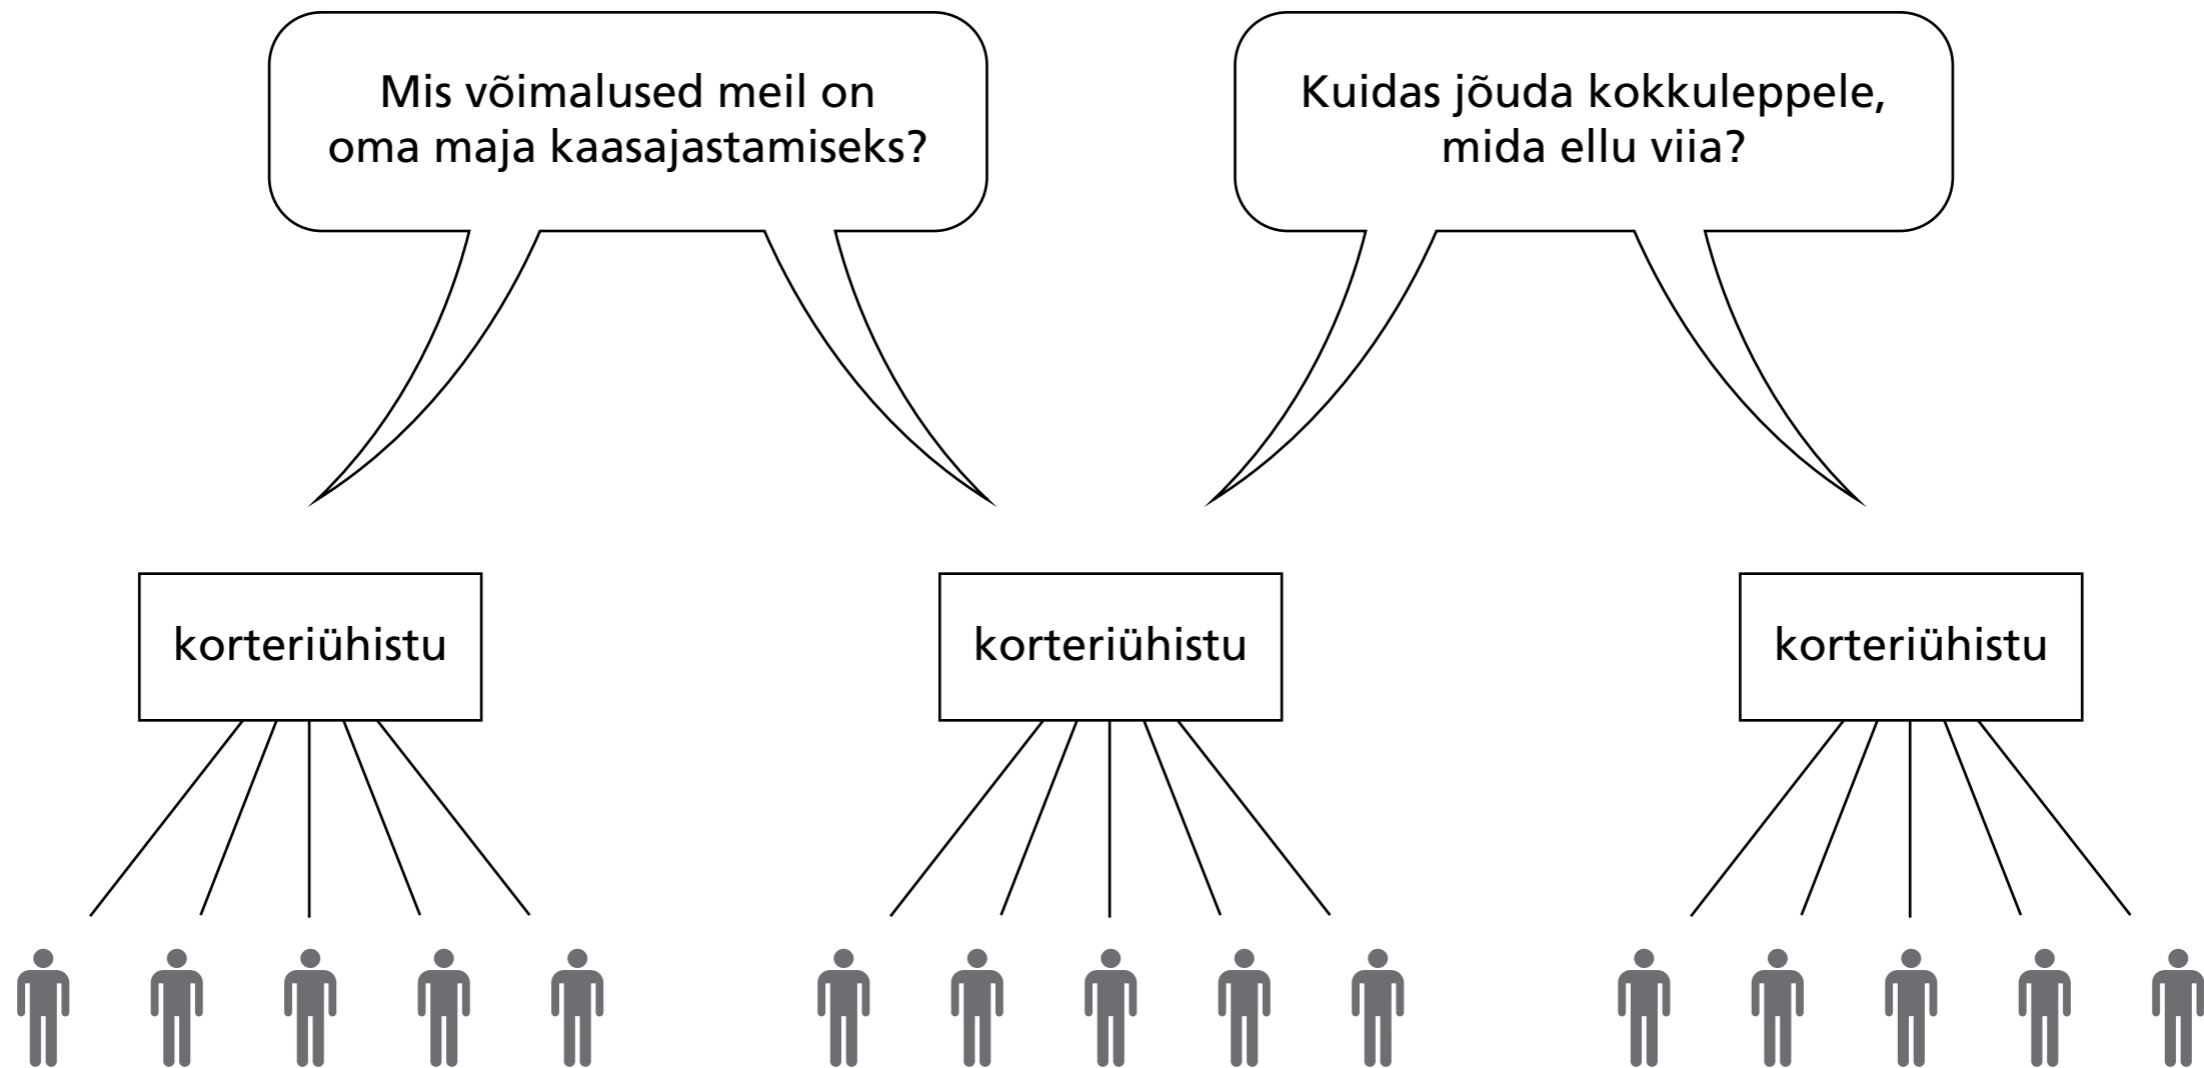 Mis võimalused meil on
oma maja kaasajastamiseks?
Kuidas jõuda kokkuleppele,
mida ellu viia?
korteriühistu
korteriühistu
korteriühistu